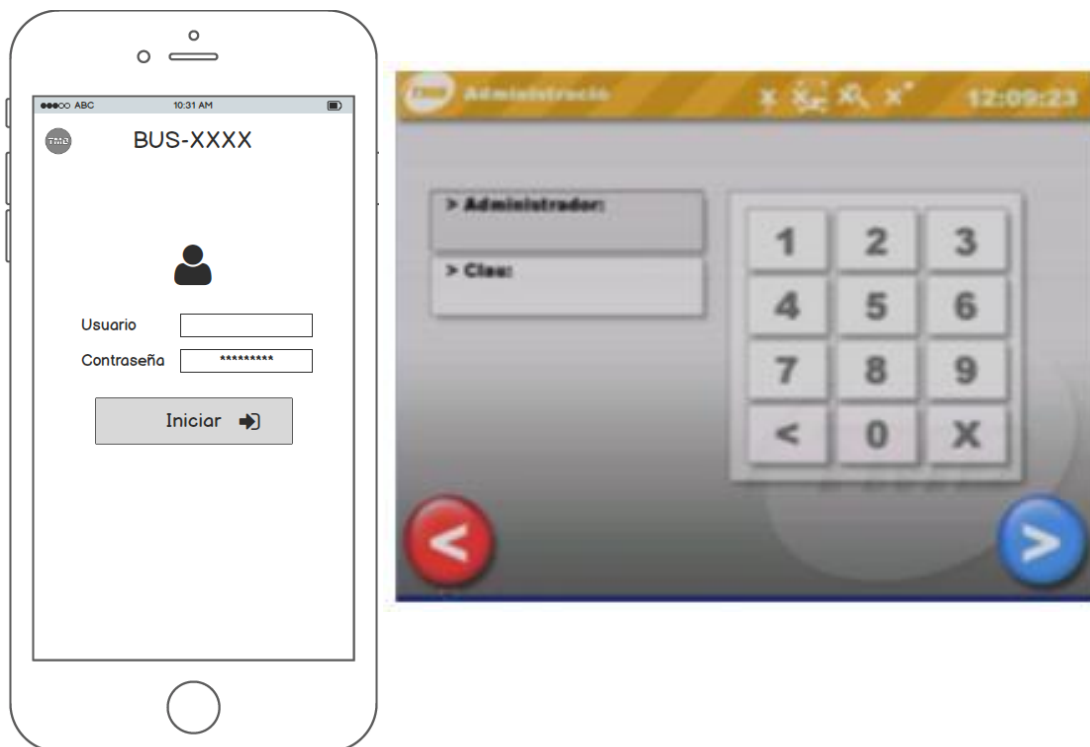 ABC 10:31 AM
TMB BUS-XXXX
Usuario
Contraseña *********
Iniciar
TMB Administració 12:09:23
> Administrador:
> Clau:
1 2 3
4 5 6
7 8 9
< 0 X
< >